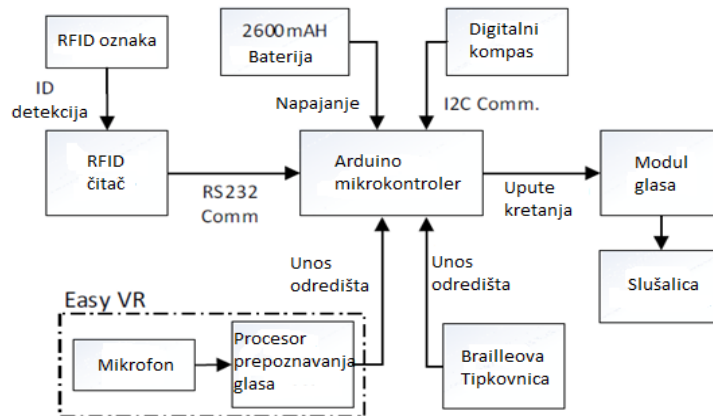 RFID oznaka
2600mAH
Baterija
Digitalni
kompas
ID
detekcija
Napajanje
I2C Comm.
RFID
čitač
RS232
Comm
Arduino
mikrokontroler
Upute
kretanja
Modul
glasa
Unos
odredišta
Unos
odredišta
Slušalica
Easy VR
Mikrofon
Procesor
prepoznavanja
glasa
Brailleova
Tipkovnica